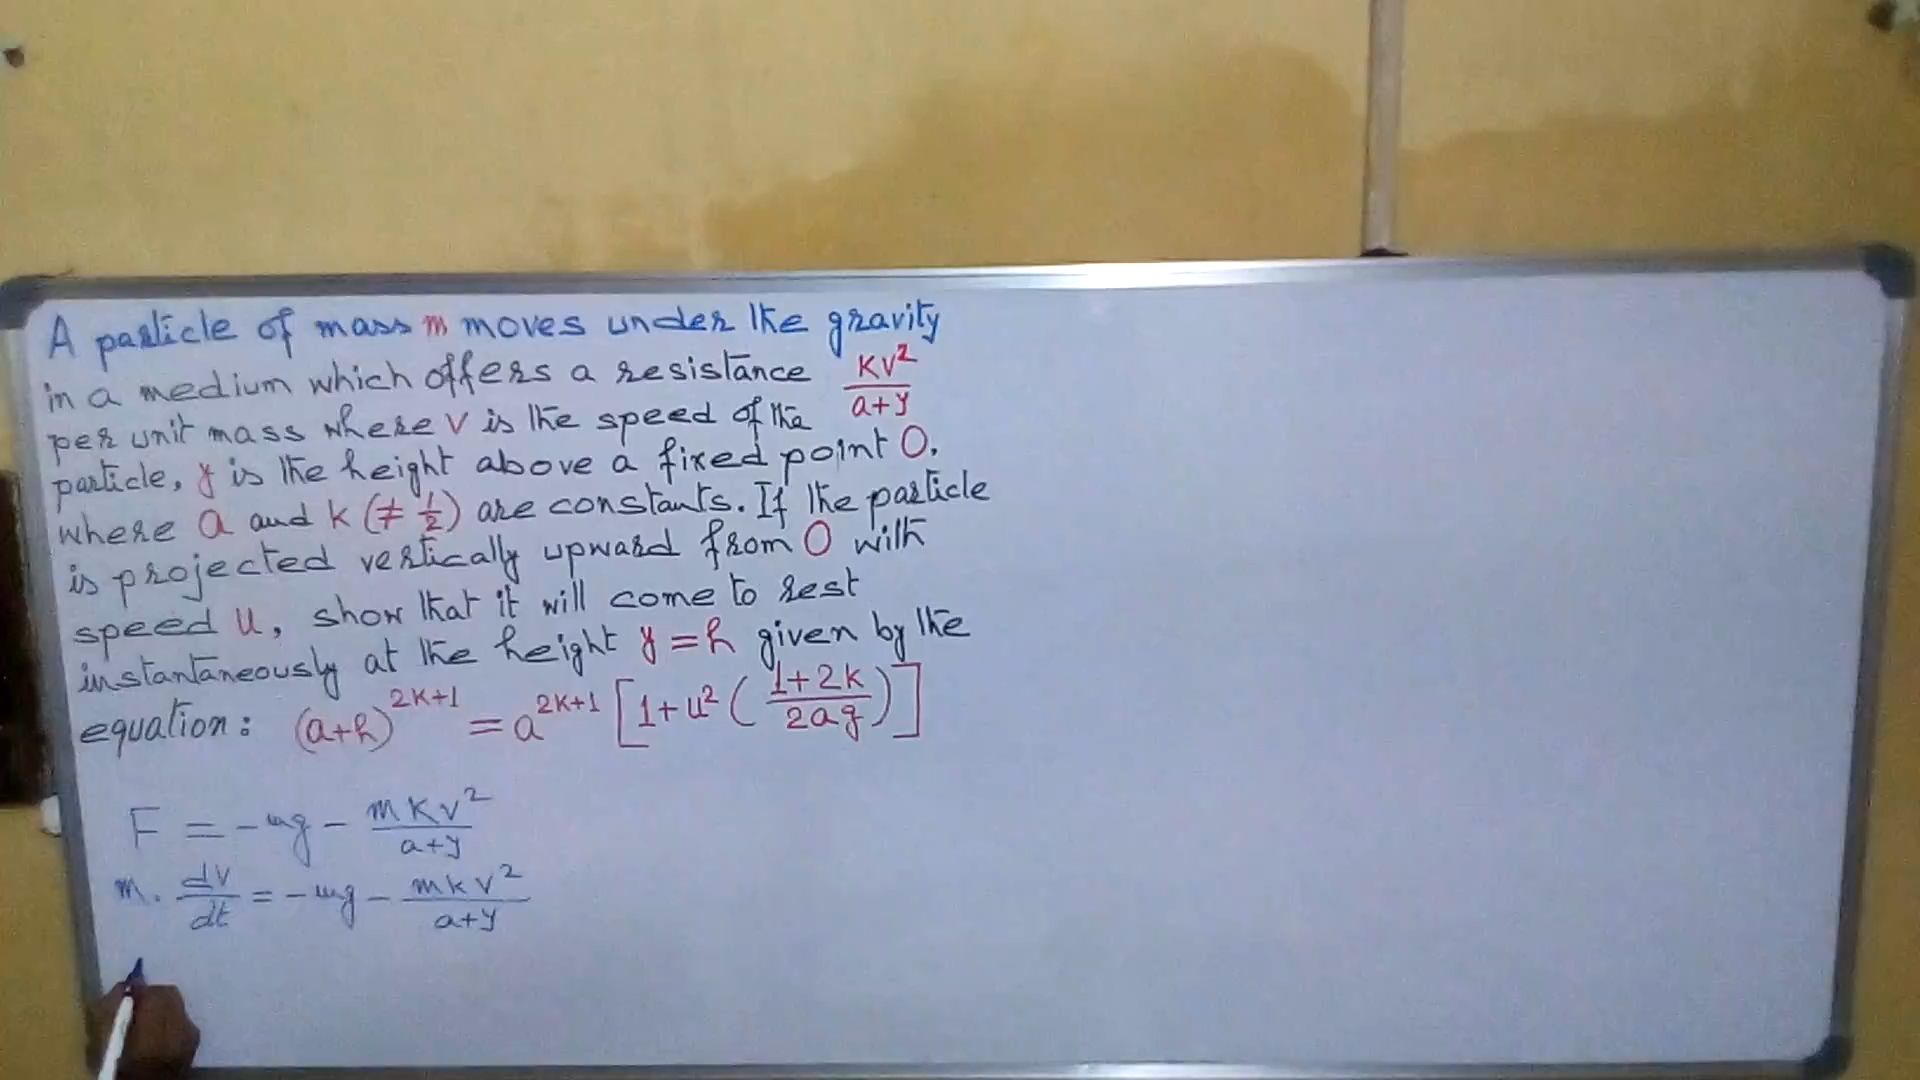 A particle of mass m moves under the gravity
in a medium which offers a resistance kv²/(a+y)
per unit mass where v is the speed of the
particle, y is the height above a fixed point O.
where a and k (≠ 1/2) are constants. If the particle
is projected vertically upward from O with
speed u, show that it will come to rest
instantaneously at the height y = h given by the
equation: (a+h)^(2k+1) = a^(2k+1) [1+u² ((1+2k)/(2ag))]
F = -mg - mkv²/(a+y)
m. dv/dt = -mg - mkv²/(a+y)